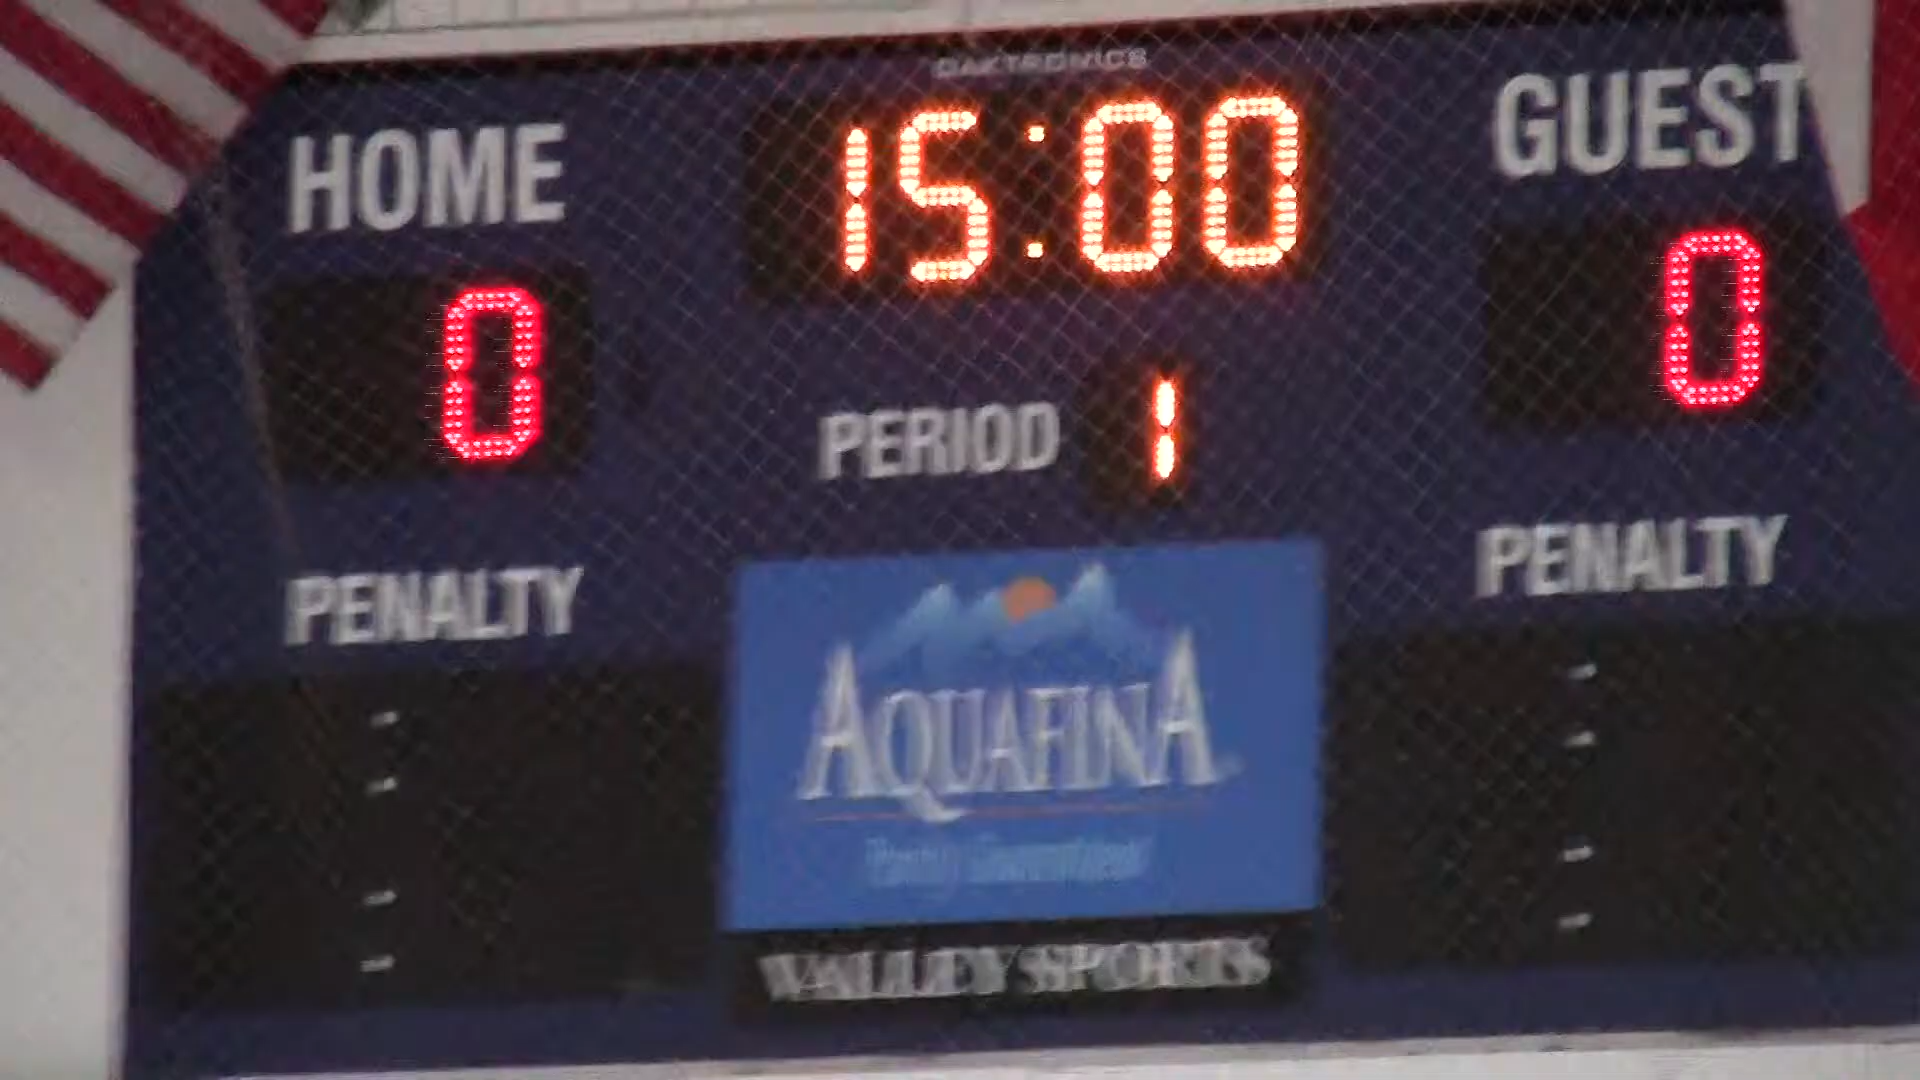 DAKTRONICS
HOME 15:00 GUEST
0 0
PERIOD 1
PENALTY PENALTY
AQUAFINA
VALLEY SPORTS